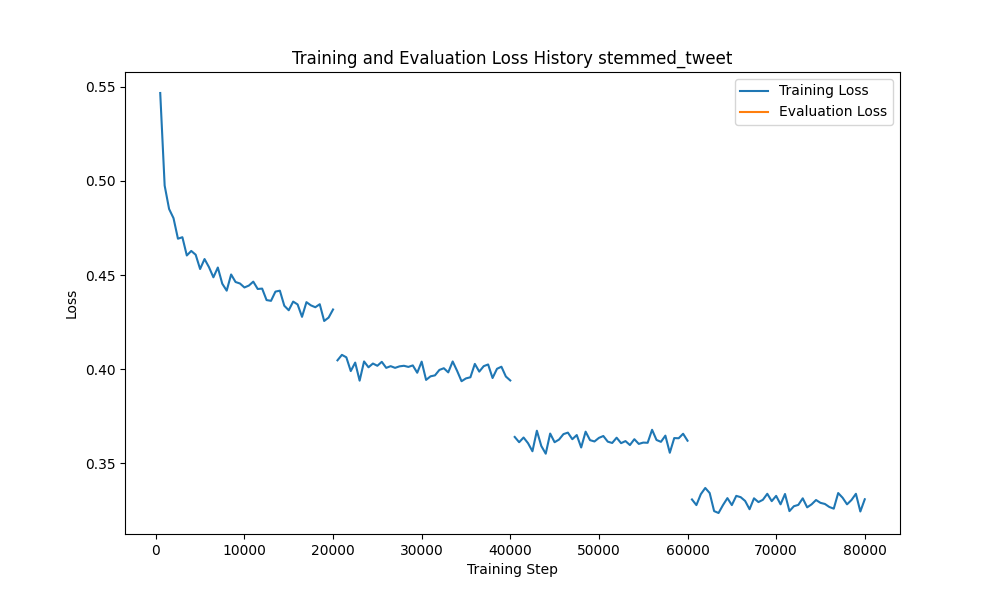 Training and Evaluation Loss History stemmed_tweet
Training Loss
Evaluation Loss
0.55
0.50
0.45
0.40
0.35
Loss
0 10000 20000 30000 40000 50000 60000 70000 80000
Training Step